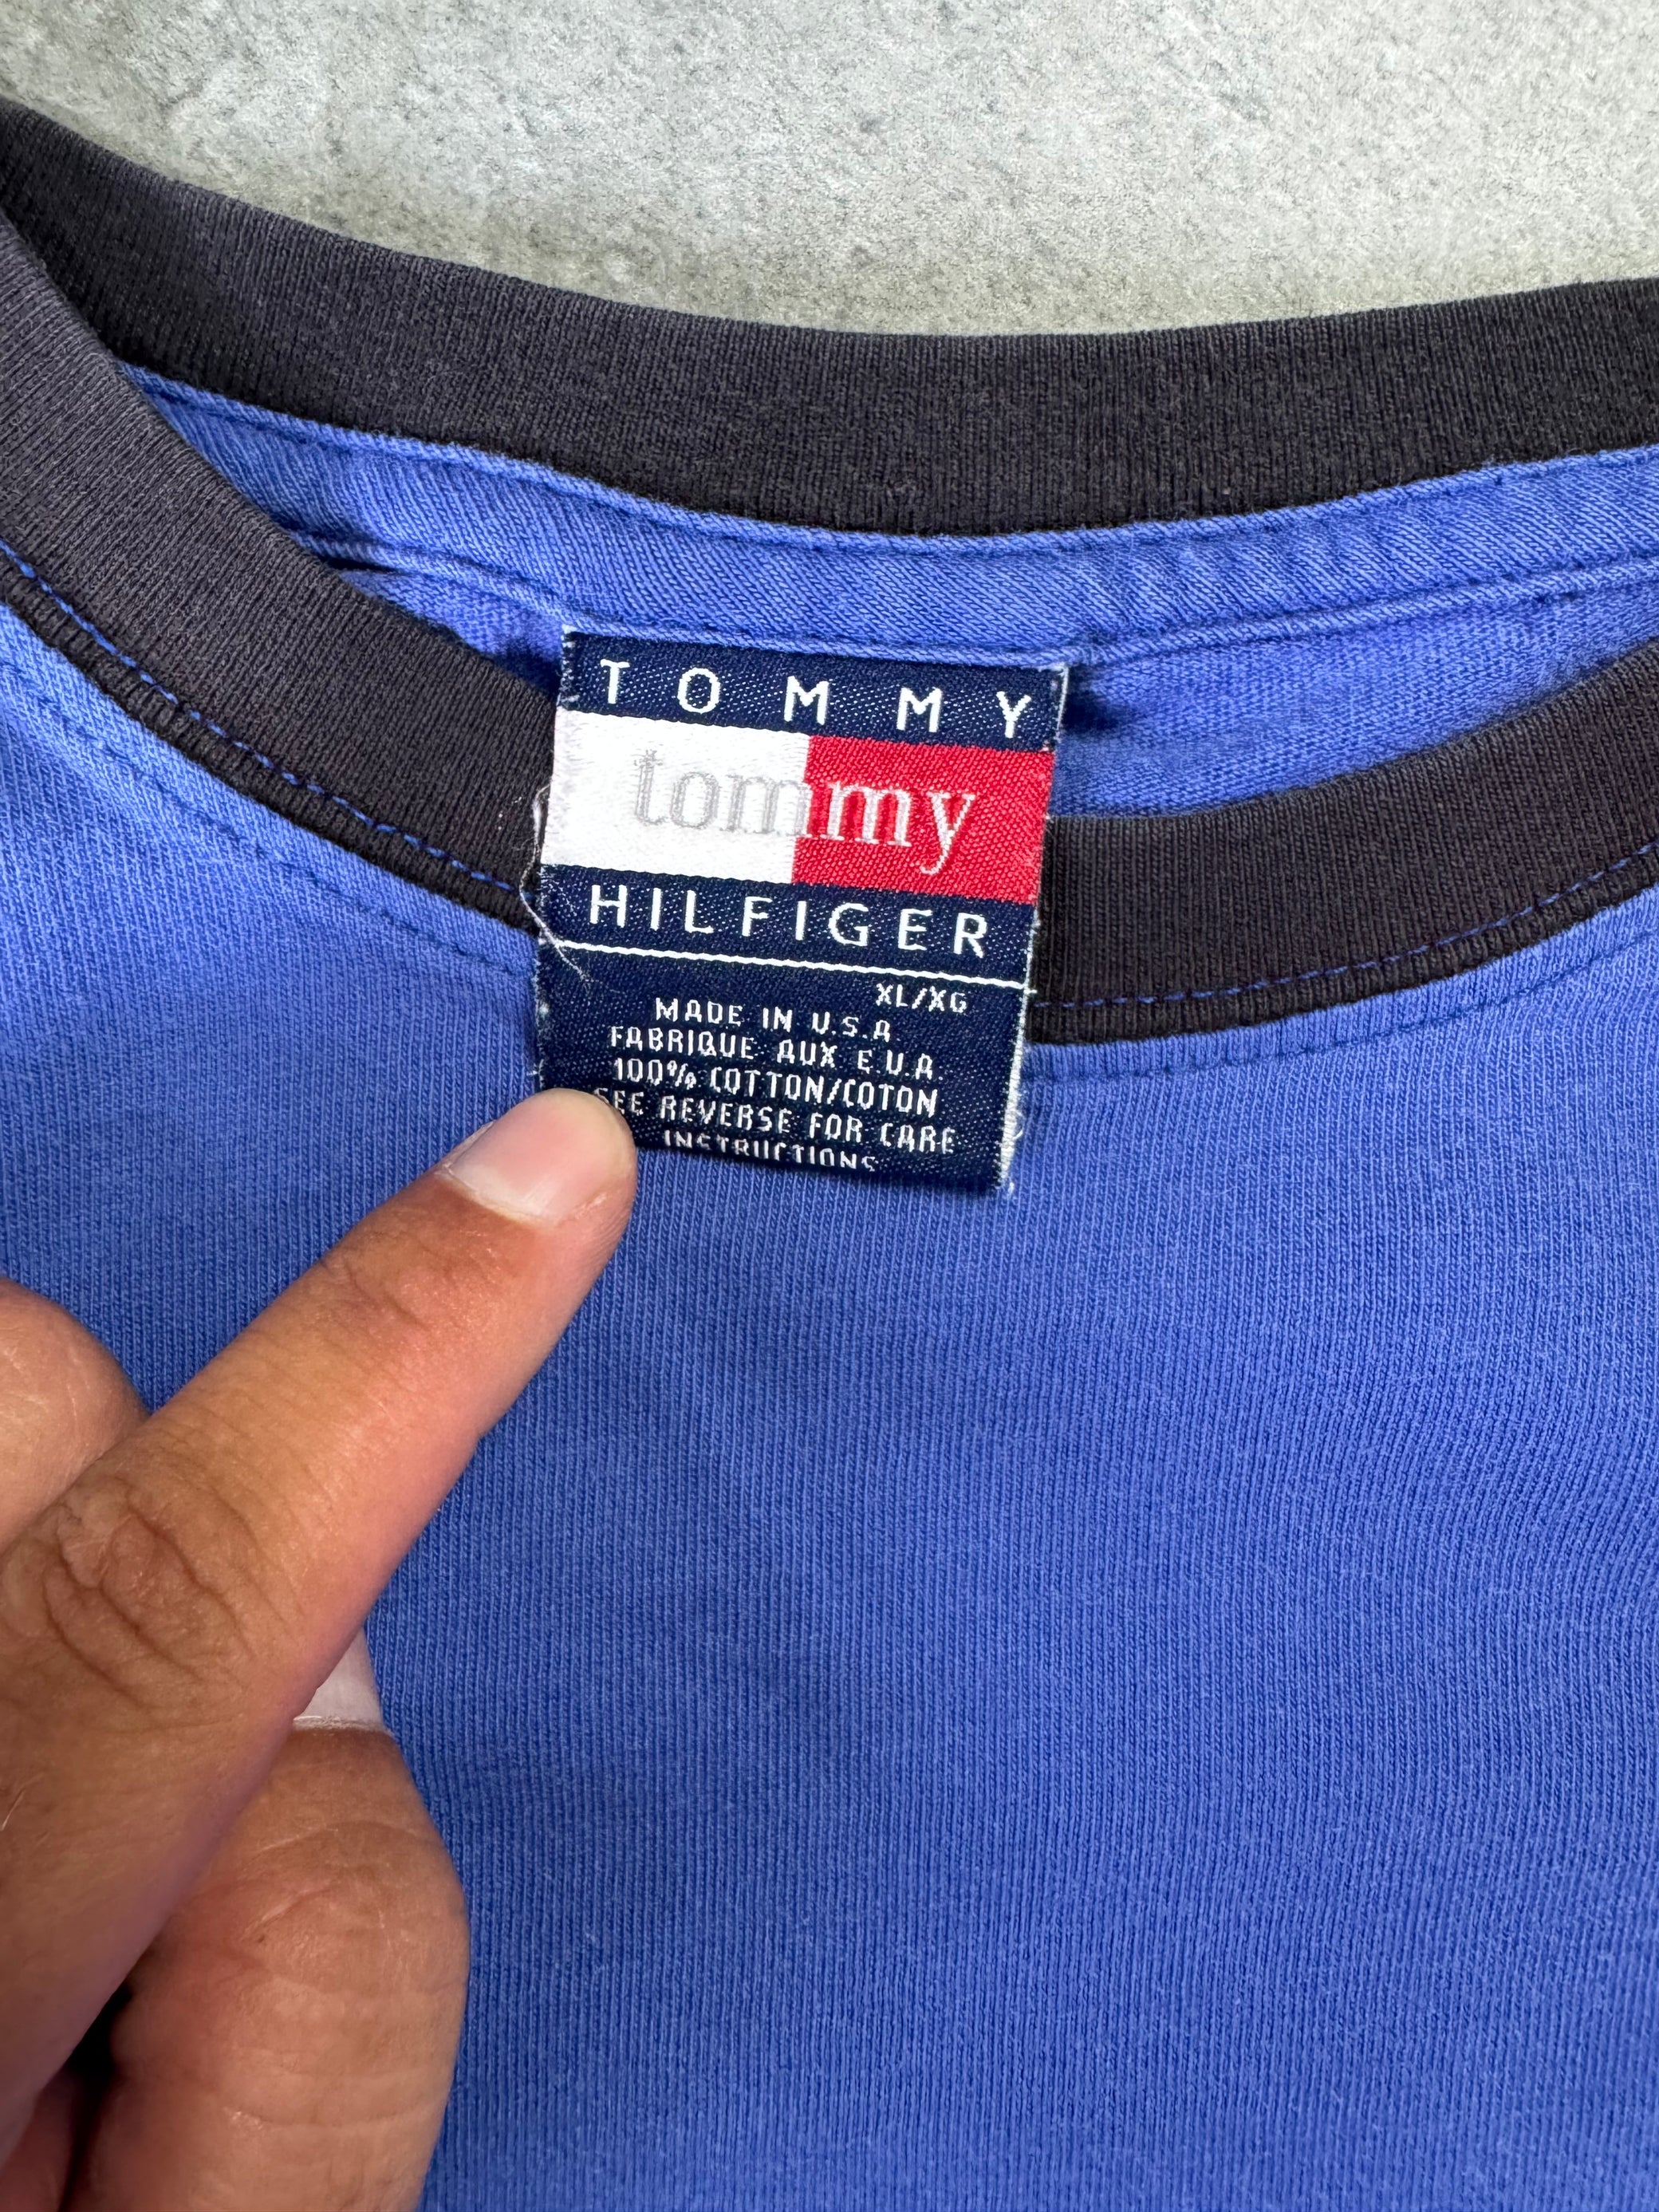 TOMMY
tommy
HILFIGER
XL/XG
MADE IN U.S.A.
FABRIQUE AUX E.U.A.
100% COTTON/COTON
SEE REVERSE FOR CARE
INSTRUCTIONS